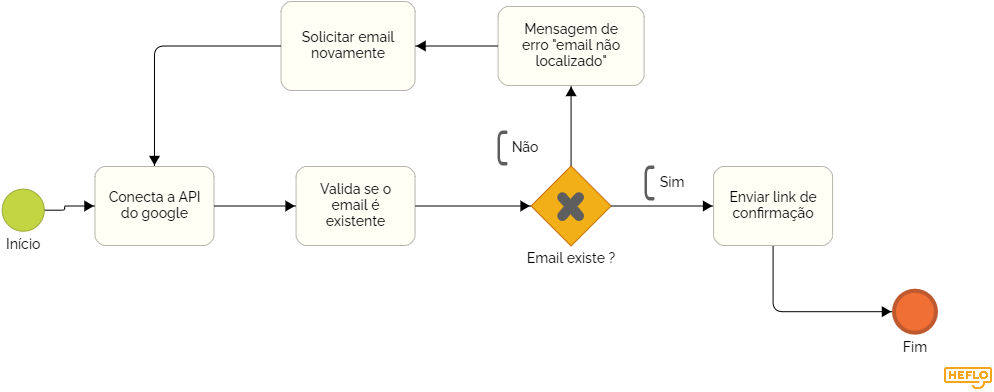 Solicitar email
novamente
Mensagem de
erro "email não
localizado"
Não
Sim
Início
Conecta a API
do google
Valida se o
email é
existente
Email existe ?
Enviar link de
confirmação
Fim
HEFLO